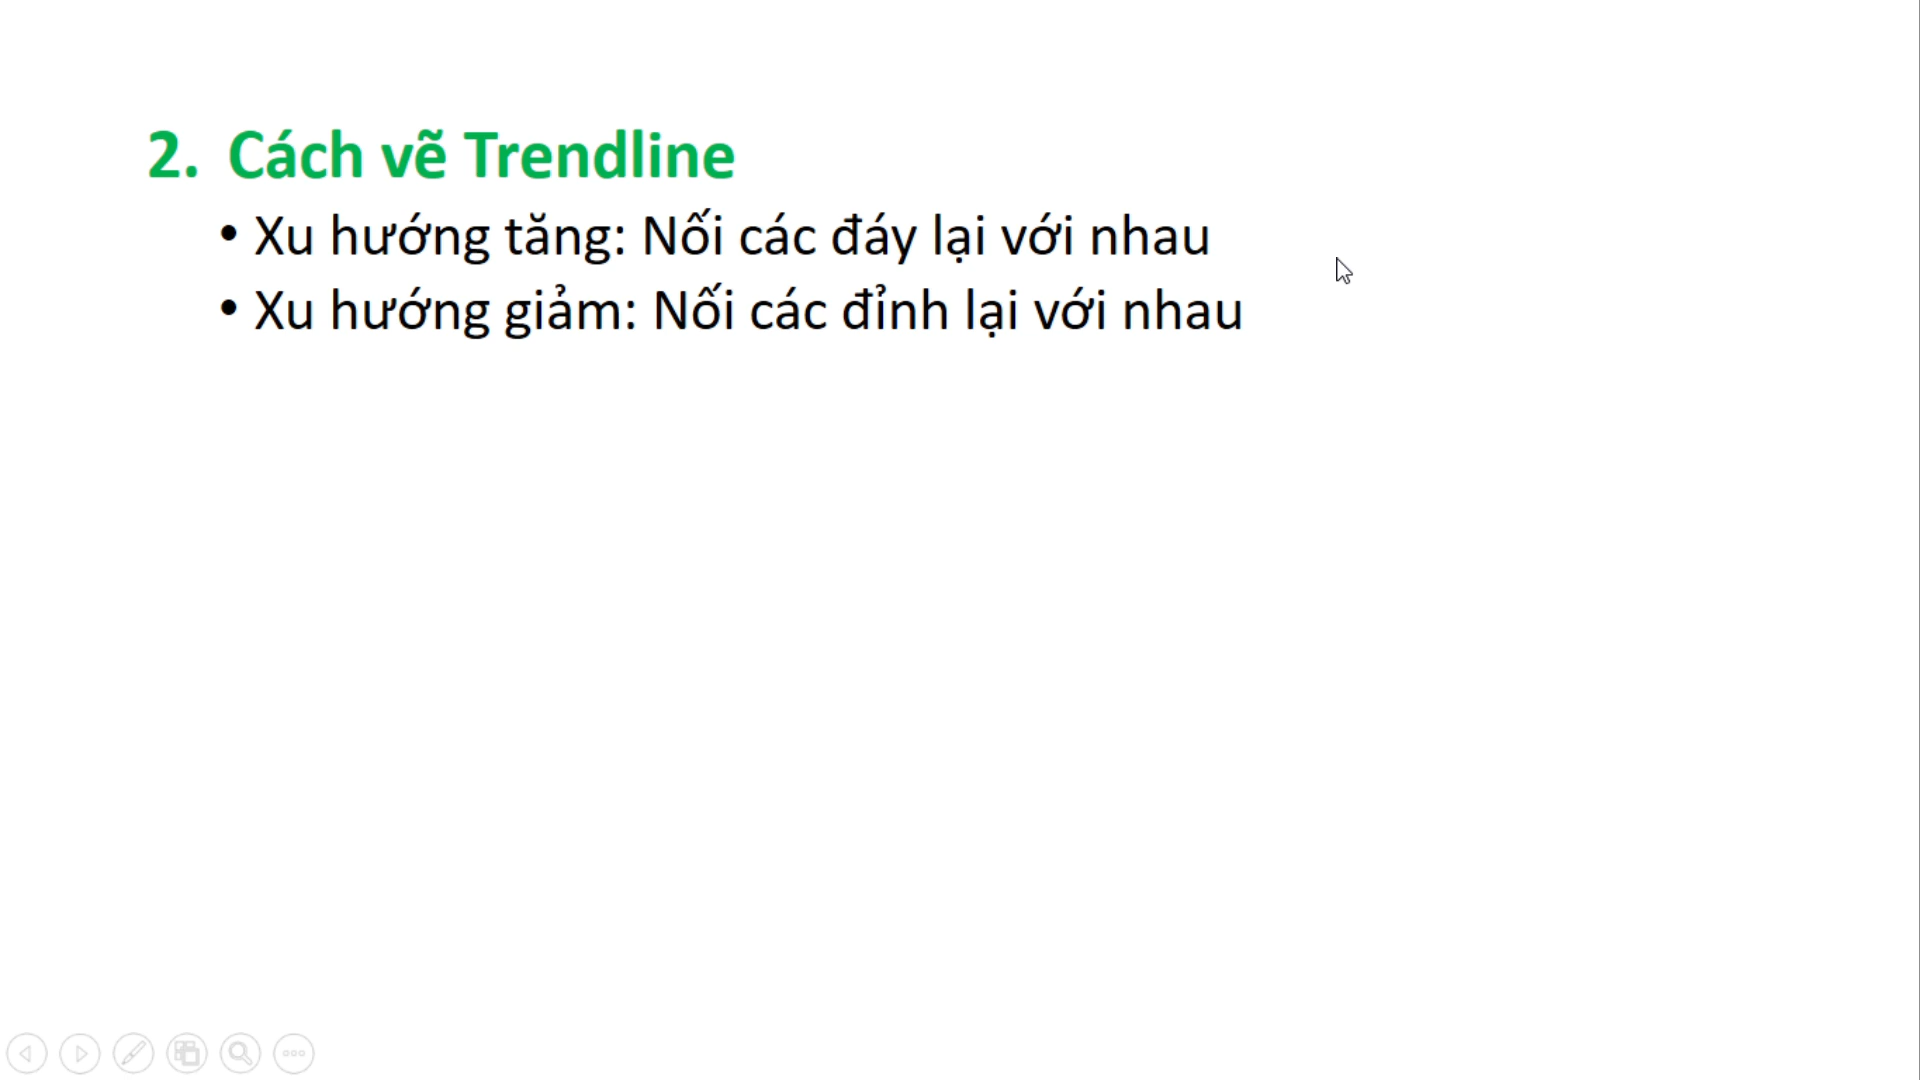 2. Cách vẽ Trendline
• Xu hướng tăng: Nối các đáy lại với nhau
• Xu hướng giảm: Nối các đỉnh lại với nhau